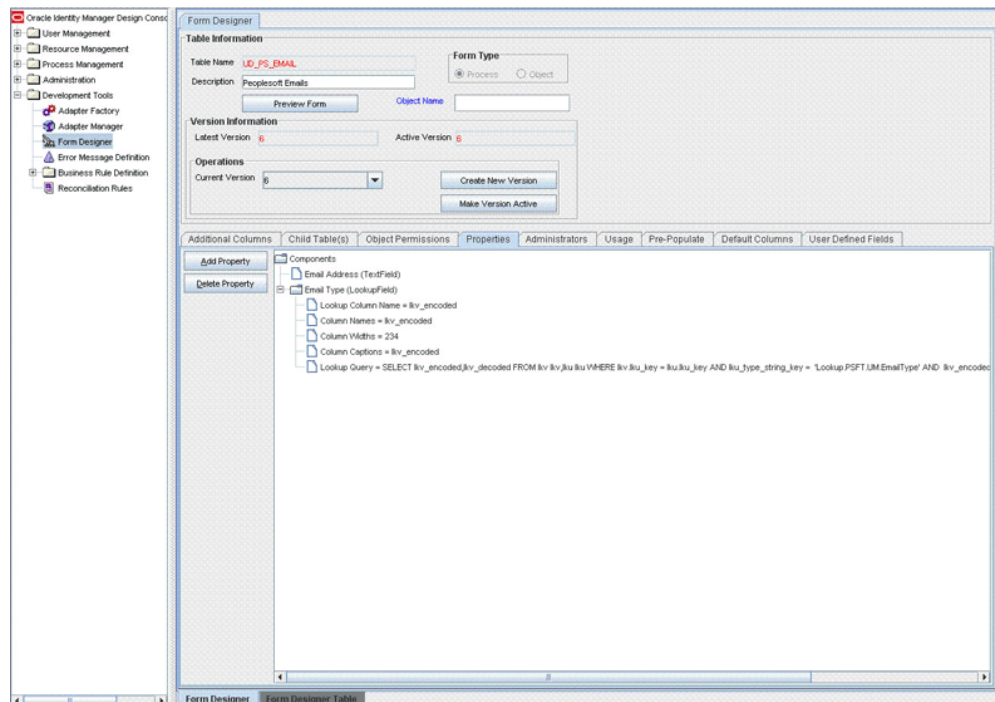 Oracle Identity Manager Design Consc
User Management
Resource Management
Process Management
Administration
Development Tools
Adapter Factory
Adapter Manager
Form Designer
Error Message Definition
Business Rule Definition
Reconciliation Rules
Form Designer
Table Information
Table Name UD_PS_EMAIL
Form Type
Process Object
Description Peoplesoft Emails
Preview Form
Object Name
Version Information
Latest Version 6 Active Version 6
Operations
Current Version 6
Create New Version
Make Version Active
Additional Columns Child Table(s) Object Permissions Properties Administrators Usage Pre-Populate Default Columns User Defined Fields
Add Property
Delete Property
Components
Email Address (TextField)
Email Type (LookupField)
Lookup Column Name = lkv_encoded
Column Names = lkv_encoded
Column Widths = 234
Column Captions = lkv_encoded
Lookup Query = SELECT lkv_encoded,lkv_decoded FROM lkv lkv,lku lku WHERE lkv.lku_key = lku.lku_key AND lku_type_string_key = 'Lookup.PSFT.UM.EmailType' AND lkv_encoded
Form Designer Form Designer Table